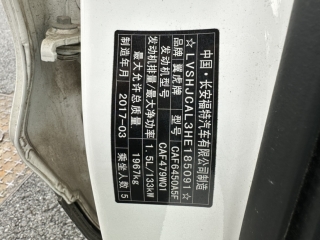 中国·长安福特汽车有限公司制造
☆LVSHJCAL3HE185091☆
品牌 翼虎牌 型号 CAF6450A5F
发动机型号 CAF479WQ1
发动机排量/最大净功率 1.5L/133kW
最大允许总质量 1967kg
制造年月 2017-03 乘坐人数 5